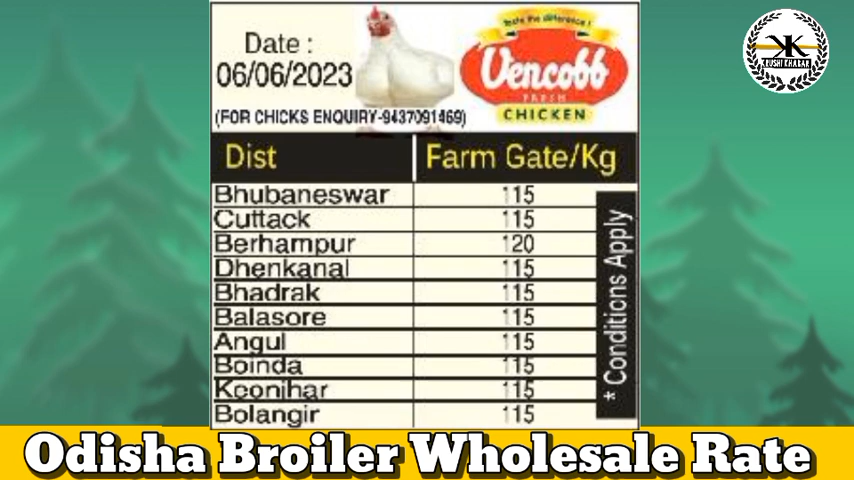 Date :
06/06/2023
(FOR CHICKS ENQUIRY-9437091469)
Taste the difference !
Vencobb
FRESH
CHICKEN
KRUSHI KHABAR
Dist Farm Gate/Kg
Bhubaneswar 115
Cuttack 115
Berhampur 120
Dhenkanal 115
Bhadrak 115
Balasore 115
Angul 115
Boinda 115
Keonjhar 115
Bolangir 115
* Conditions Apply
Odisha Broiler Wholesale Rate